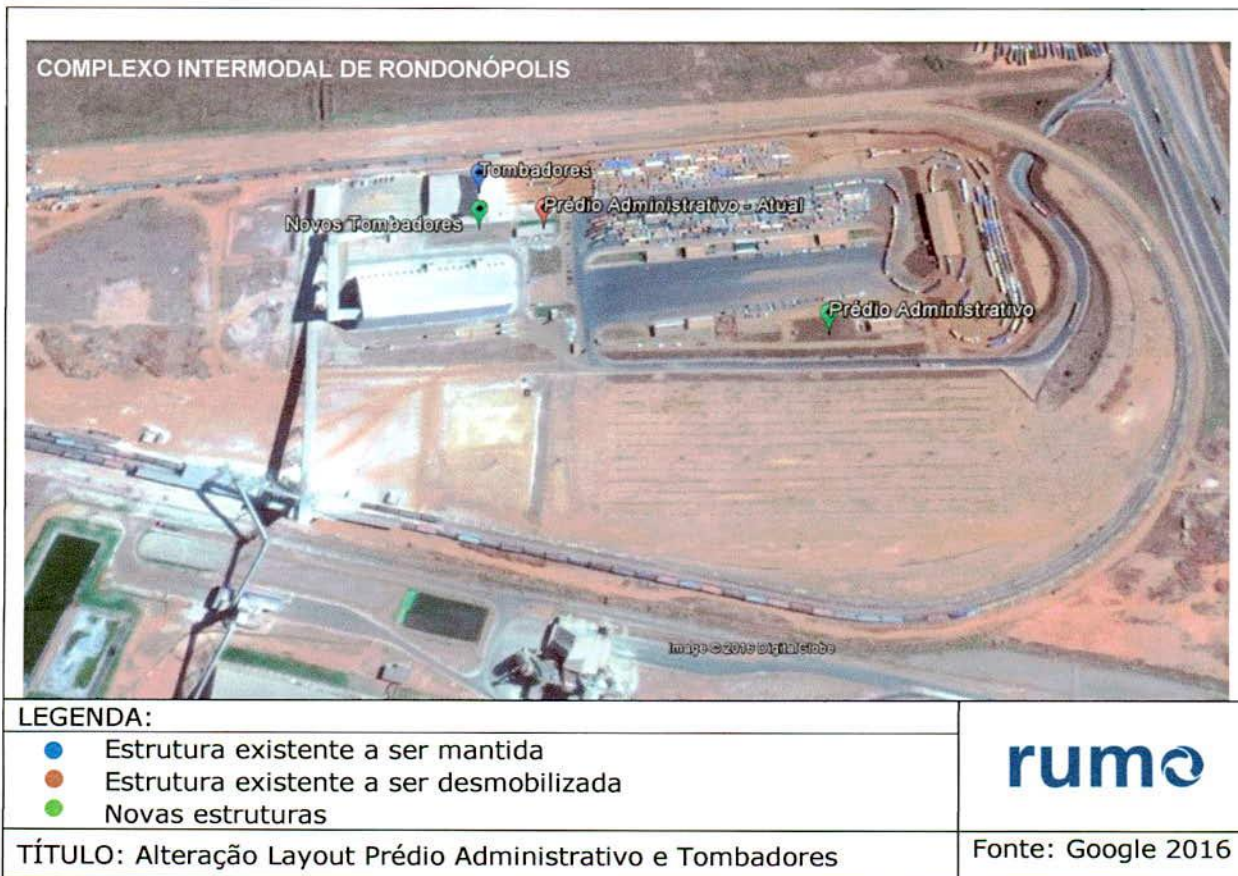 COMPLEXO INTERMODAL DE RONDONÓPOLIS
Tombadores
Prédio Administrativo - Atual
Novos Tombadores
Prédio Administrativo
Image © 2016 DigitalGlobe
LEGENDA:
Estrutura existente a ser mantida
Estrutura existente a ser desmobilizada
Novas estruturas
rumo
TÍTULO: Alteração Layout Prédio Administrativo e Tombadores
Fonte: Google 2016